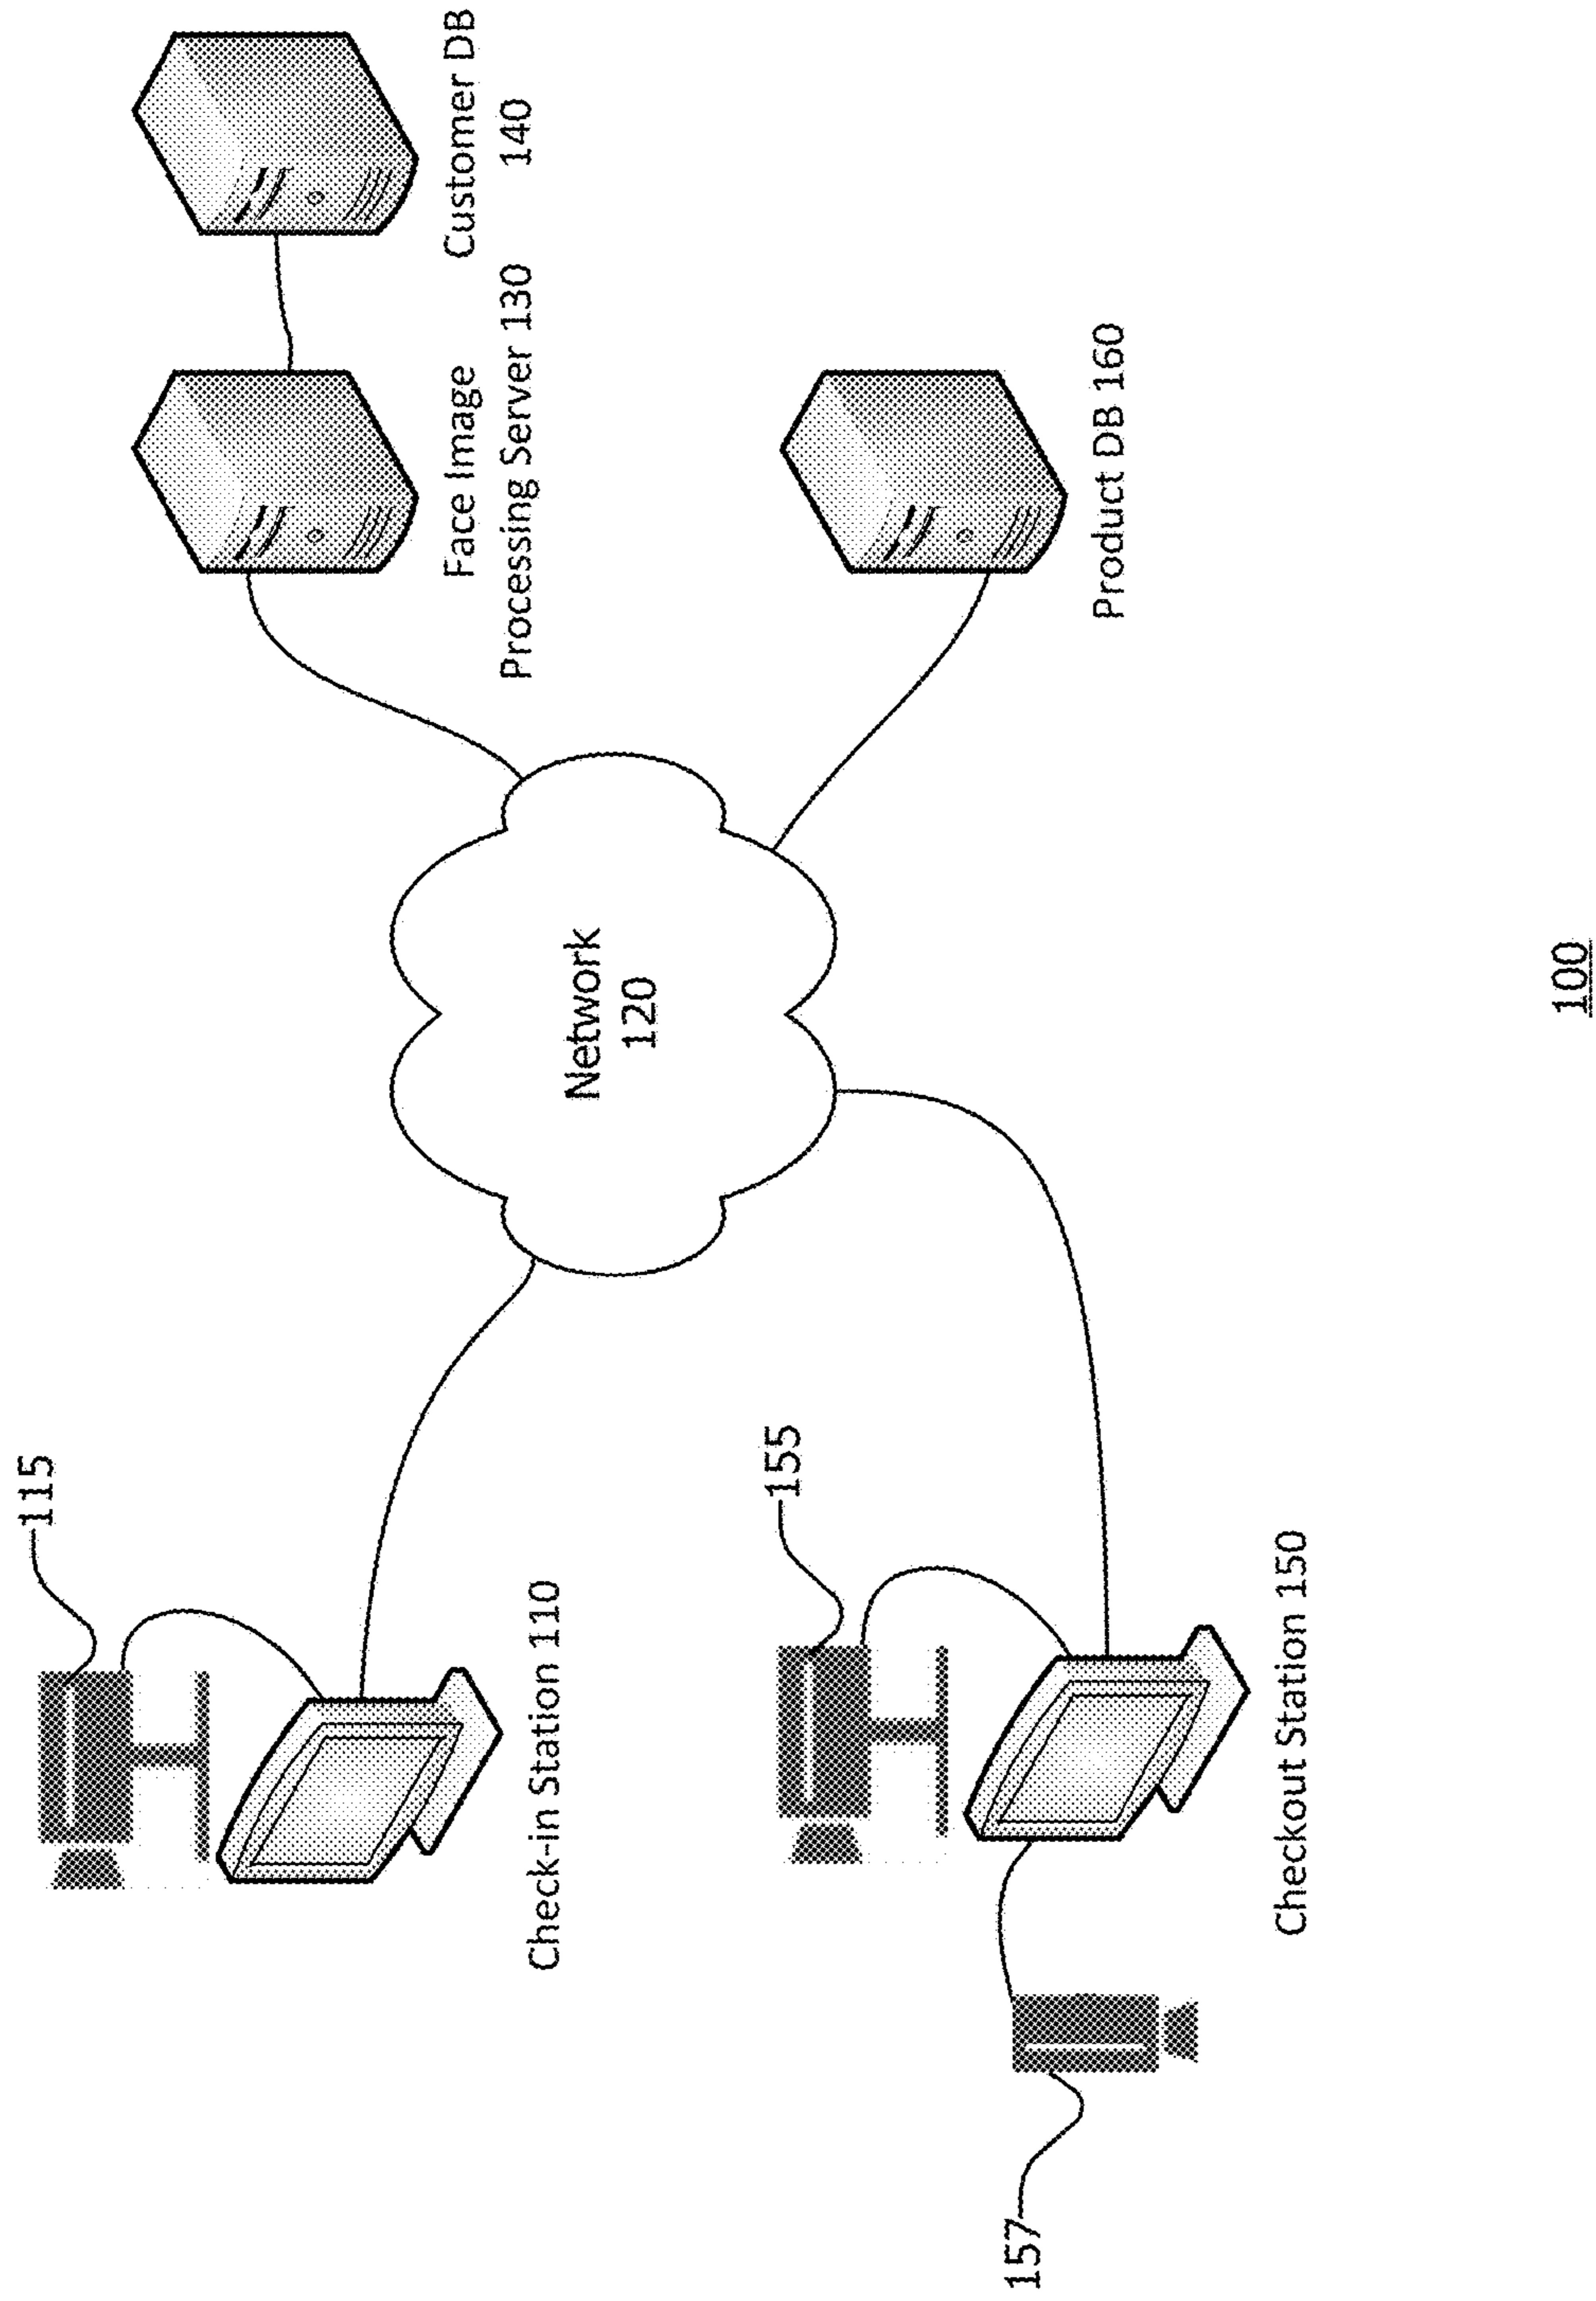 115
Customer DB
140
Face Image
Processing Server 130
Check-in Station 110
Network
120
155
157
Product DB 160
Checkout Station 150
100